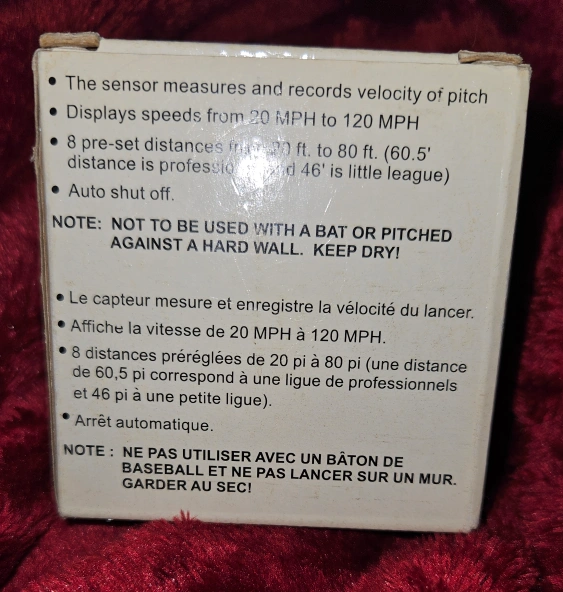 • The sensor measures and records velocity of pitch
• Displays speeds from 20 MPH to 120 MPH
• 8 pre-set distances from 20 ft. to 80 ft. (60.5'
distance is professional and 46' is little league)
• Auto shut off.
NOTE: NOT TO BE USED WITH A BAT OR PITCHED
AGAINST A HARD WALL. KEEP DRY!
• Le capteur mesure et enregistre la vélocité du lancer.
• Affiche la vitesse de 20 MPH à 120 MPH.
• 8 distances préréglées de 20 pi à 80 pi (une distance
de 60,5 pi correspond à une ligue de professionnels
et 46 pi à une petite ligue).
• Arrêt automatique.
NOTE : NE PAS UTILISER AVEC UN BÂTON DE
BASEBALL ET NE PAS LANCER SUR UN MUR.
GARDER AU SEC!